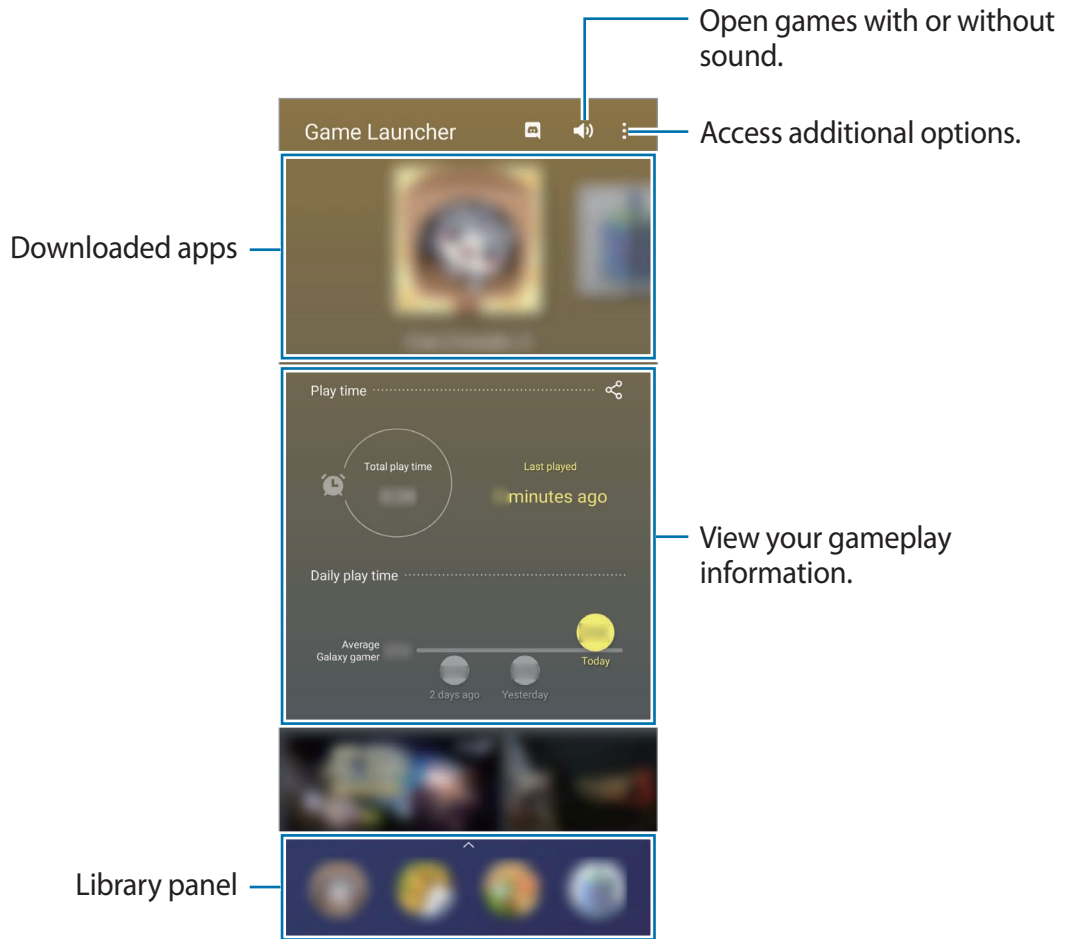 Open games with or without
sound.
Game Launcher
Access additional options.
Downloaded apps
Play time
Total play time
Last played
minutes ago
View your gameplay
information.
Daily play time
Average
Galaxy gamer
Today
2 days ago
Yesterday
Library panel